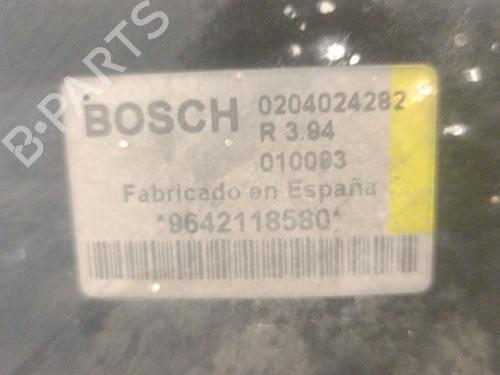 B-PARTS
BOSCH 0204024282
R 3.94
010093
Fabricado en España
*9642118580*